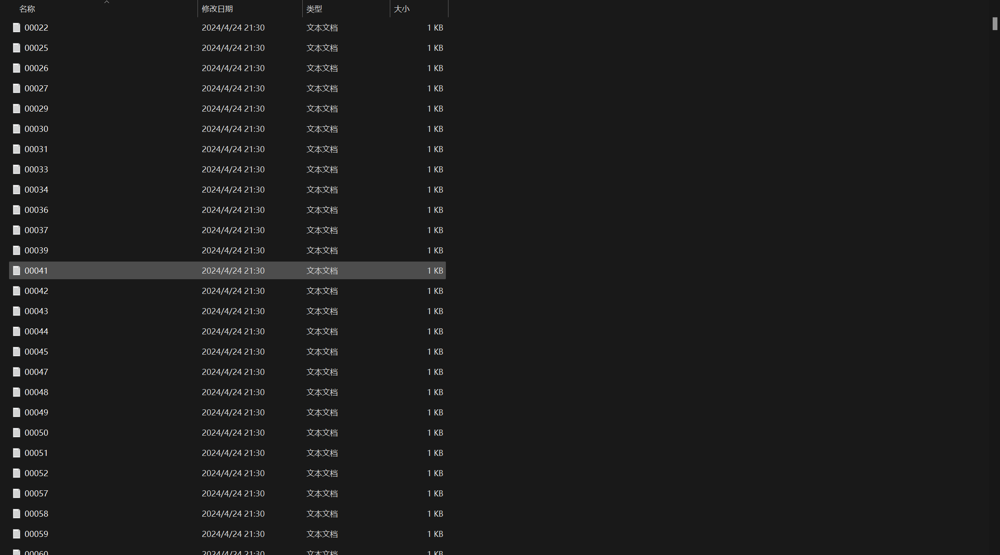 名称 修改日期 类型 大小
00022 2024/4/24 21:30 文本文档 1 KB
00025 2024/4/24 21:30 文本文档 1 KB
00026 2024/4/24 21:30 文本文档 1 KB
00027 2024/4/24 21:30 文本文档 1 KB
00029 2024/4/24 21:30 文本文档 1 KB
00030 2024/4/24 21:30 文本文档 1 KB
00031 2024/4/24 21:30 文本文档 1 KB
00033 2024/4/24 21:30 文本文档 1 KB
00034 2024/4/24 21:30 文本文档 1 KB
00036 2024/4/24 21:30 文本文档 1 KB
00037 2024/4/24 21:30 文本文档 1 KB
00039 2024/4/24 21:30 文本文档 1 KB
00041 2024/4/24 21:30 文本文档 1 KB
00042 2024/4/24 21:30 文本文档 1 KB
00043 2024/4/24 21:30 文本文档 1 KB
00044 2024/4/24 21:30 文本文档 1 KB
00045 2024/4/24 21:30 文本文档 1 KB
00047 2024/4/24 21:30 文本文档 1 KB
00048 2024/4/24 21:30 文本文档 1 KB
00049 2024/4/24 21:30 文本文档 1 KB
00050 2024/4/24 21:30 文本文档 1 KB
00051 2024/4/24 21:30 文本文档 1 KB
00052 2024/4/24 21:30 文本文档 1 KB
00057 2024/4/24 21:30 文本文档 1 KB
00058 2024/4/24 21:30 文本文档 1 KB
00059 2024/4/24 21:30 文本文档 1 KB
00060 2024/4/24 21:30 文本文档 1 KB